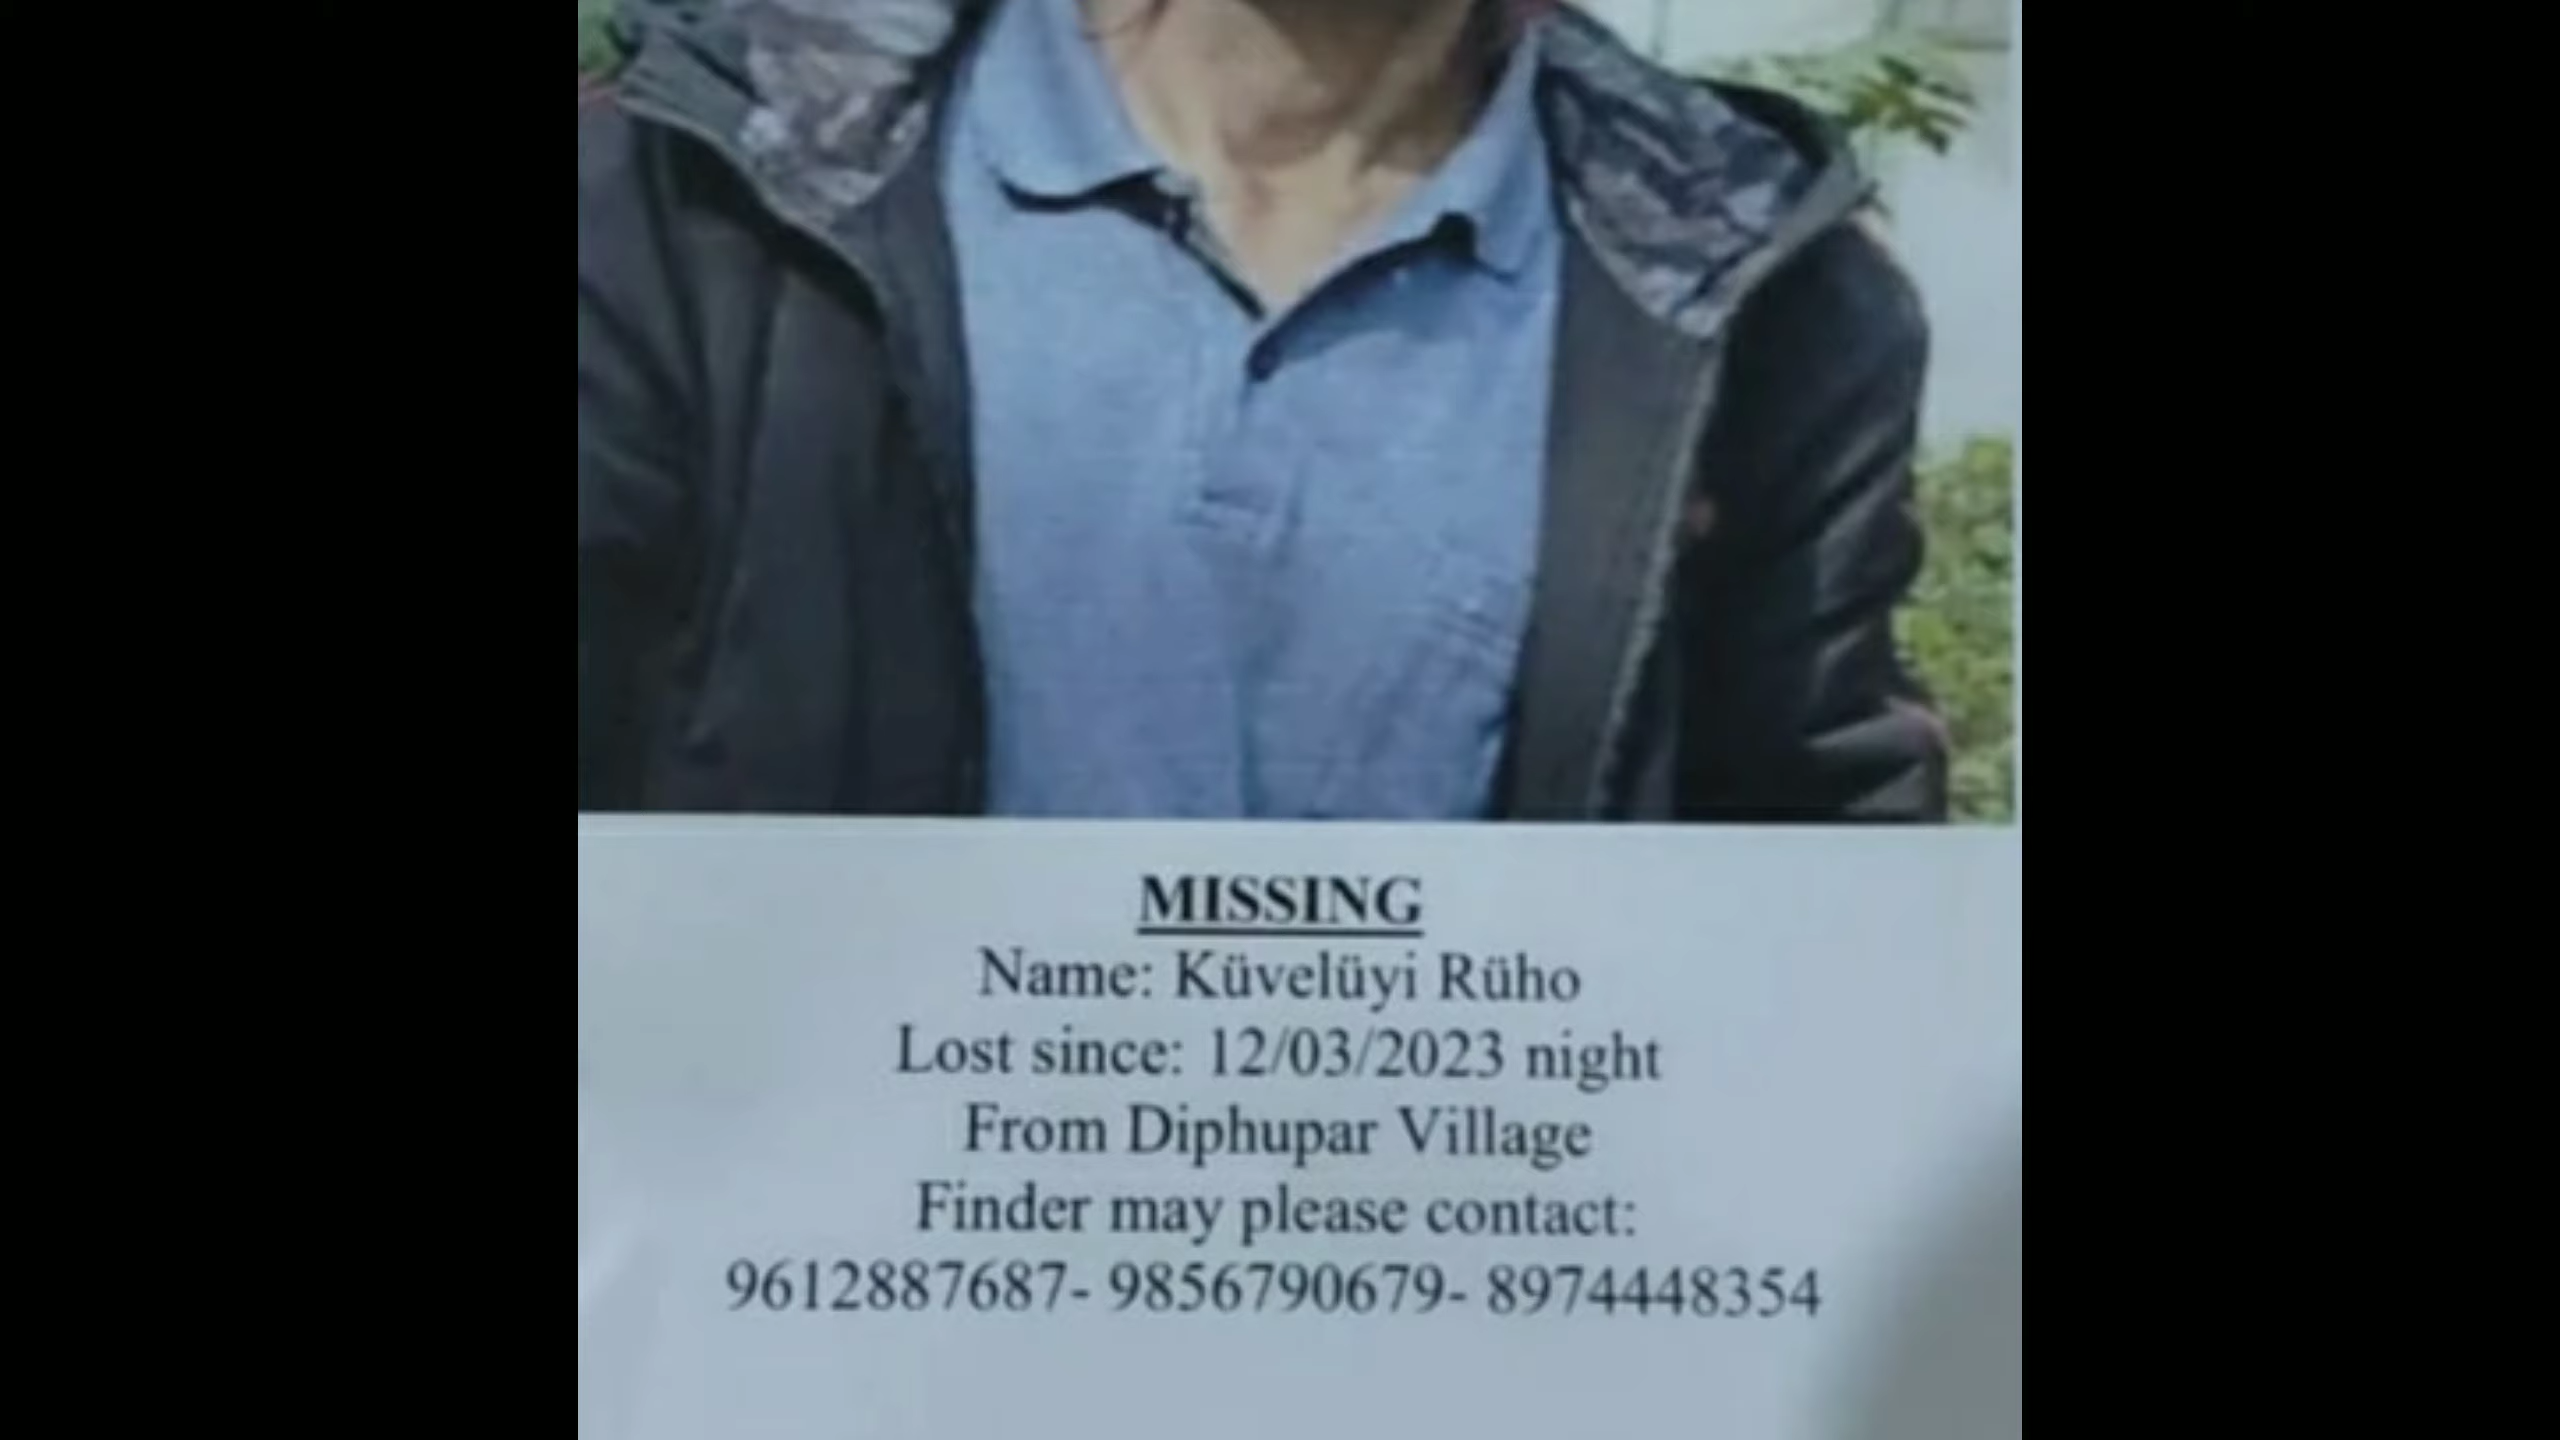 MISSING
Name: Küvelüyi Rüho
Lost since: 12/03/2023 night
From Diphupar Village
Finder may please contact:
9612887687- 9856790679- 8974448354